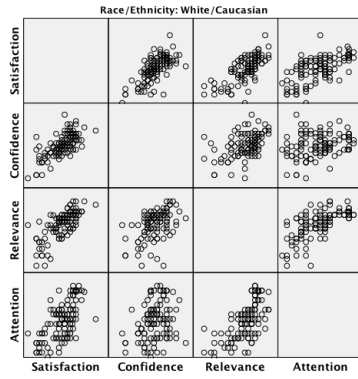 Race/Ethnicity: White/Caucasian
Satisfaction
Confidence
Relevance
Attention
Satisfaction Confidence Relevance Attention